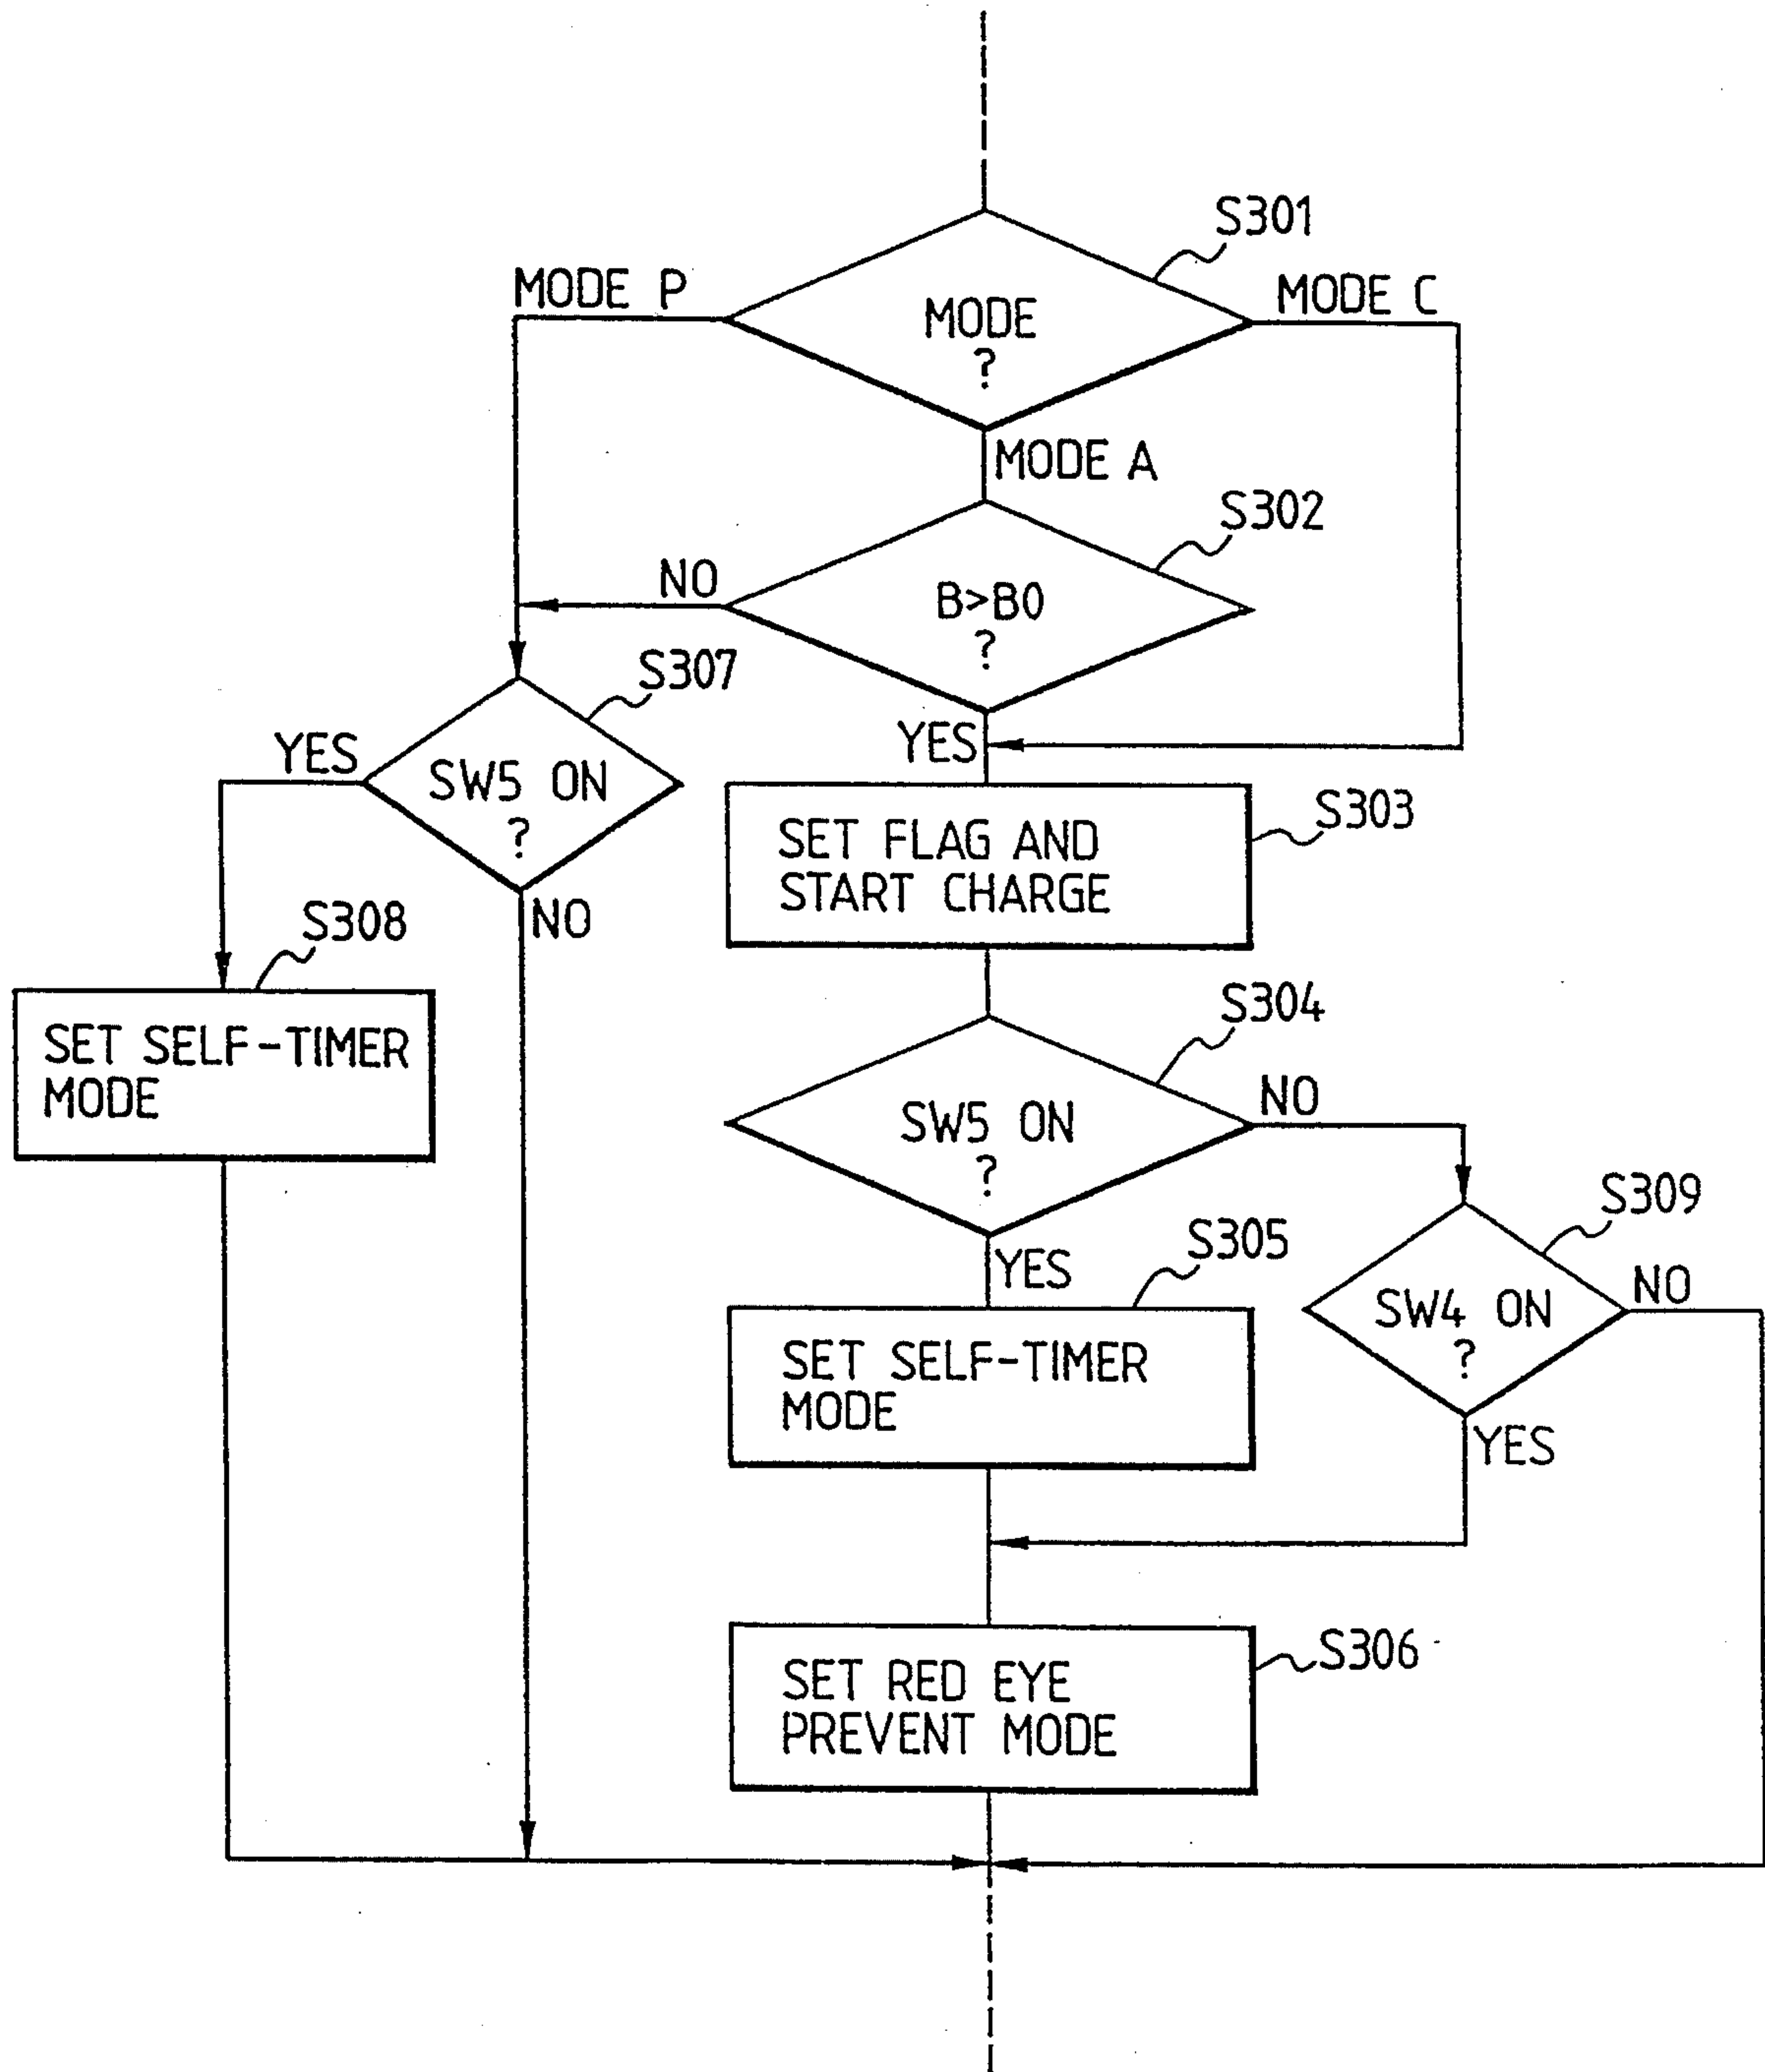 S301
MODE P
MODE
?
MODE C
MODE A
S302
NO
B>B0
?
S307
YES
YES
SW5 ON
?
S303
SET FLAG AND
START CHARGE
NO
S308
S304
SET SELF-TIMER
MODE
NO
SW5 ON
?
S309
S305
YES
NO
SW4 ON
?
SET SELF-TIMER
MODE
YES
S306
SET RED EYE
PREVENT MODE